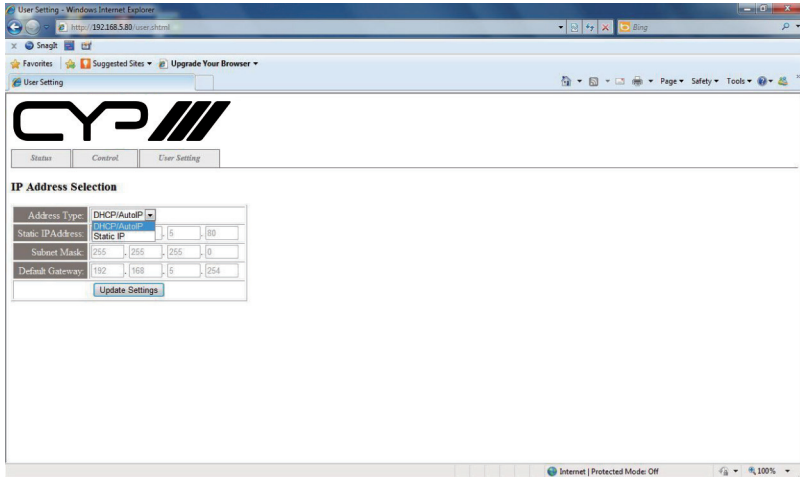 User Setting - Windows Internet Explorer
http://192.168.5.80/user.shtml
Bing
x Snagit
Favorites Suggested Sites Upgrade Your Browser
User Setting
Page Safety Tools
CYP
Status Control User Setting
IP Address Selection
Address Type: DHCP/AutoIP
DHCP/AutoIP
Static IP
Static IPAddress: . 5 . 80
Subnet Mask: 255 . 255 . 255 . 0
Default Gateway: 192 . 168 . 5 . 254
Update Settings
Internet | Protected Mode: Off
100%